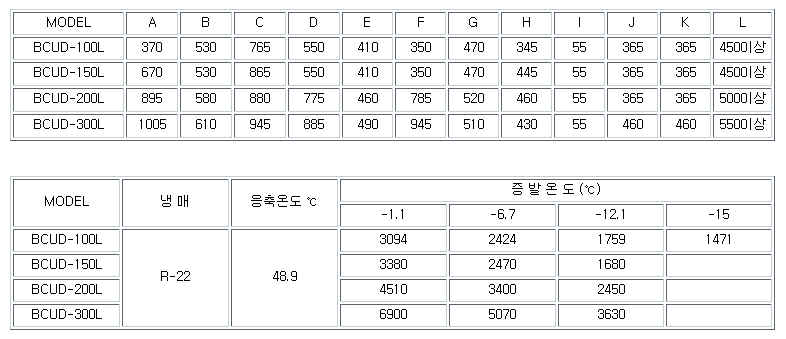 MODEL A B C D E F G H I J K L
BCUD-100L 370 530 765 550 410 350 470 345 55 365 365 4500이상
BCUD-150L 670 530 865 550 410 350 470 445 55 365 365 4500이상
BCUD-200L 895 580 880 775 460 785 520 460 55 365 365 5000이상
BCUD-300L 1005 610 945 885 490 945 510 430 55 460 460 5500이상
MODEL 냉 매 응축온도 ℃ 증 발 온 도 (℃)
-1.1 -6.7 -12.1 -15
BCUD-100L R-22 48.9 3094 2424 1759 1471
BCUD-150L 3380 2470 1680
BCUD-200L 4510 3400 2450
BCUD-300L 6900 5070 3630